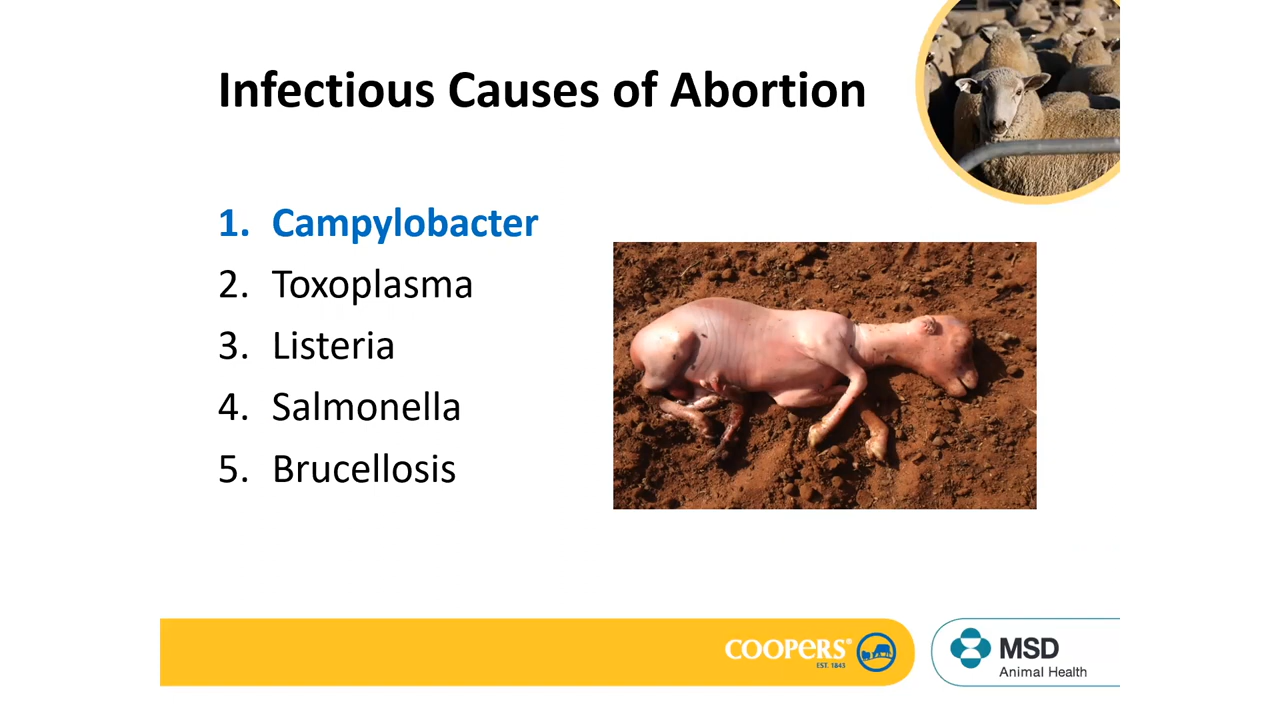 Infectious Causes of Abortion
1. Campylobacter
2. Toxoplasma
3. Listeria
4. Salmonella
5. Brucellosis
COOPERS®
EST. 1843
MSD
Animal Health